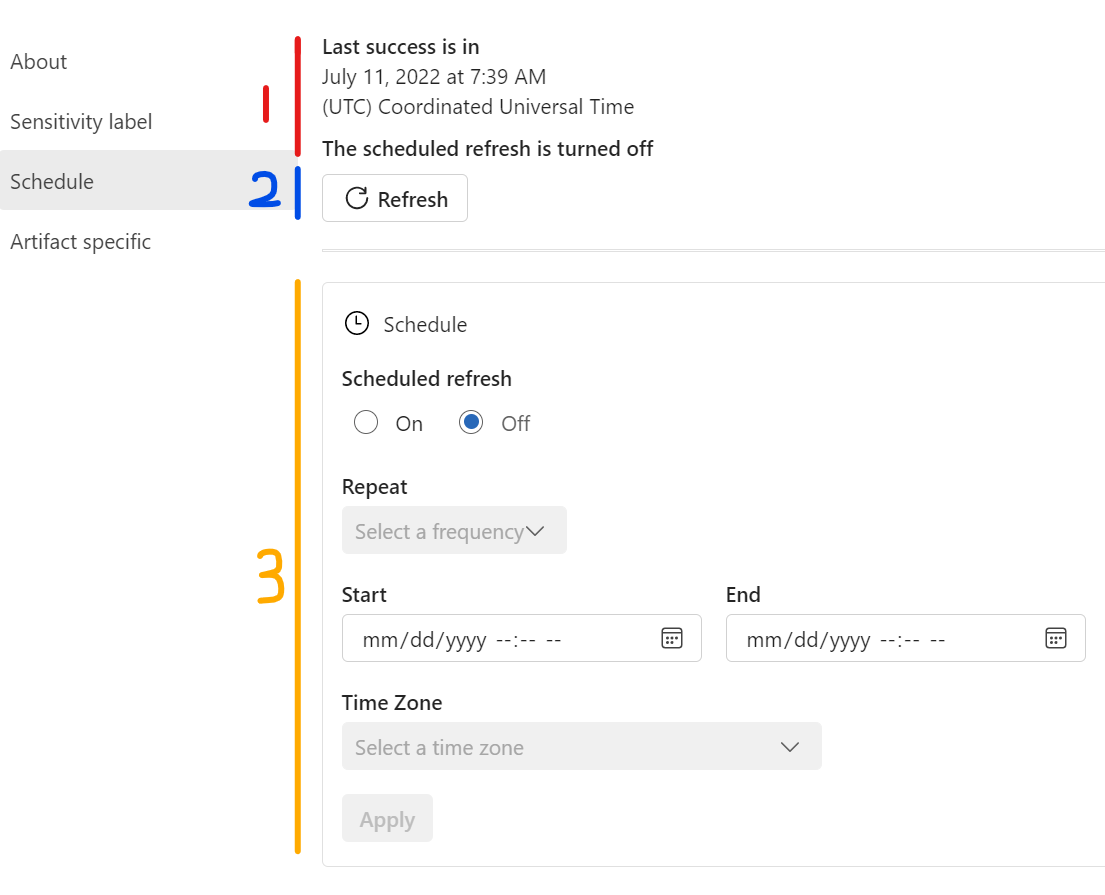 About
Sensitivity label
Schedule
Artifact specific
1
2
3
Last success is in
July 11, 2022 at 7:39 AM
(UTC) Coordinated Universal Time
The scheduled refresh is turned off
Refresh
Schedule
Scheduled refresh
On Off
Repeat
Select a frequency
Start End
mm/dd/yyyy --:-- -- mm/dd/yyyy --:-- --
Time Zone
Select a time zone
Apply